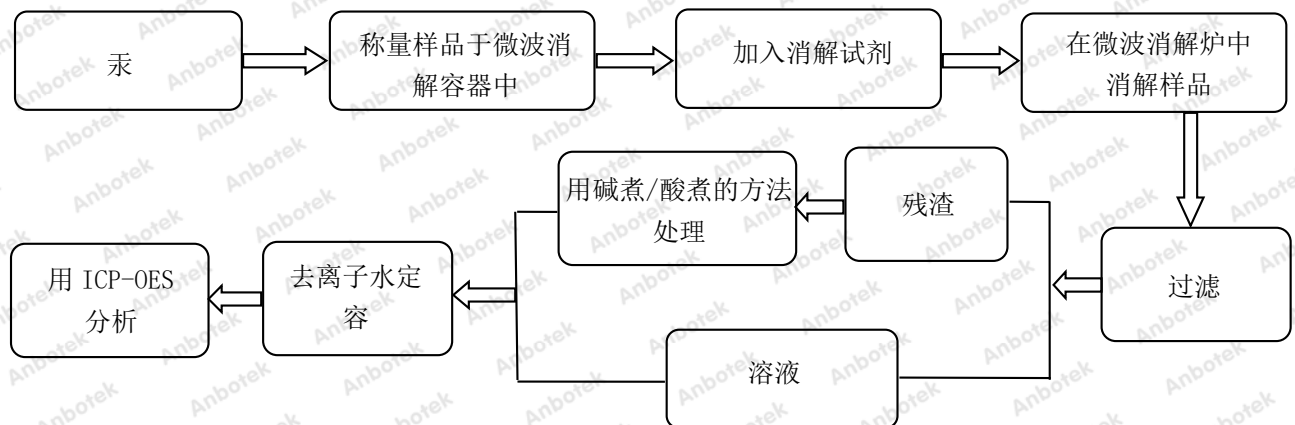 汞
称量样品于微波消
解容器中
加入消解试剂
在微波消解炉中
消解样品
过滤
残渣
用碱煮/酸煮的方法
处理
溶液
去离子水定
容
用 ICP-OES
分析
Anbotek